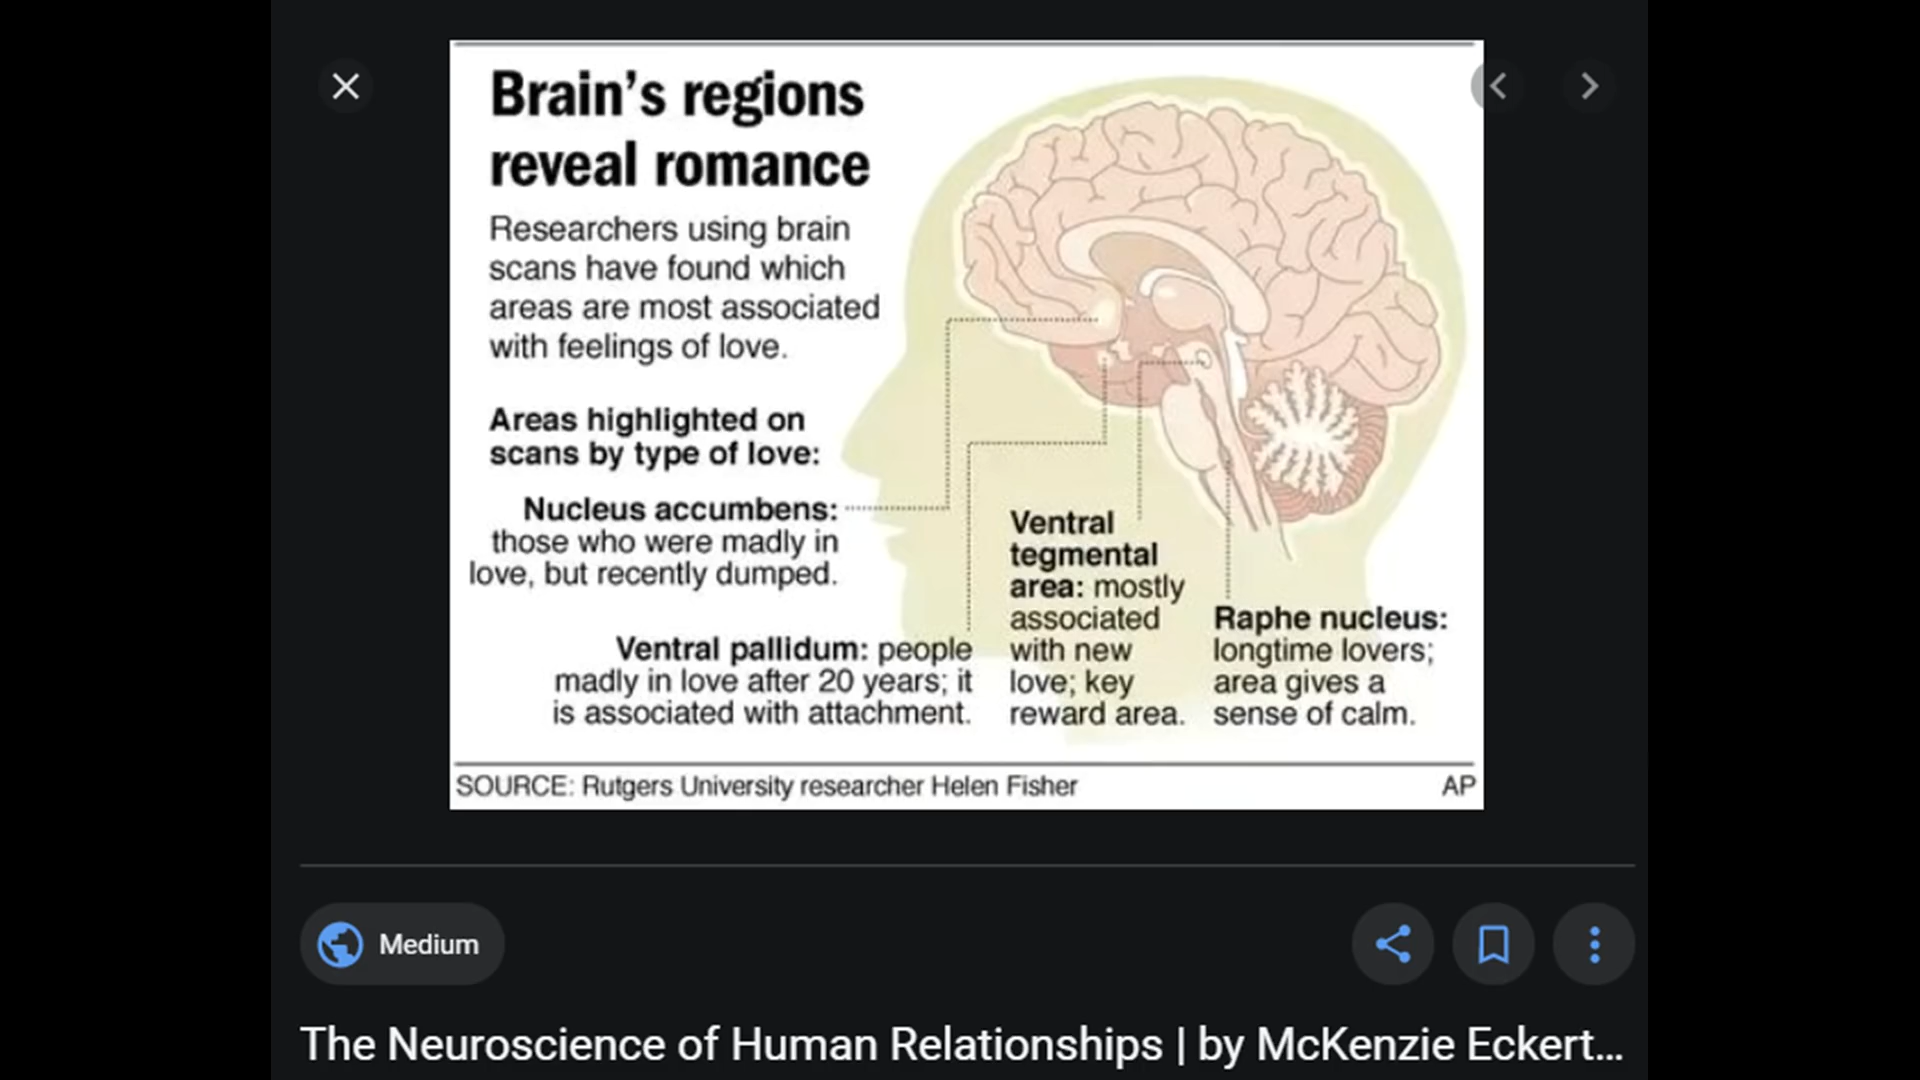 Brain's regions
reveal romance
Researchers using brain
scans have found which
areas are most associated
with feelings of love.
Areas highlighted on
scans by type of love:
Nucleus accumbens:
those who were madly in
love, but recently dumped.
Ventral pallidum: people
madly in love after 20 years; it
is associated with attachment.
Ventral
tegmental
area: mostly
associated
with new
love; key
reward area.
Raphe nucleus:
longtime lovers;
area gives a
sense of calm.
SOURCE: Rutgers University researcher Helen Fisher
AP
Medium
The Neuroscience of Human Relationships | by McKenzie Eckert...